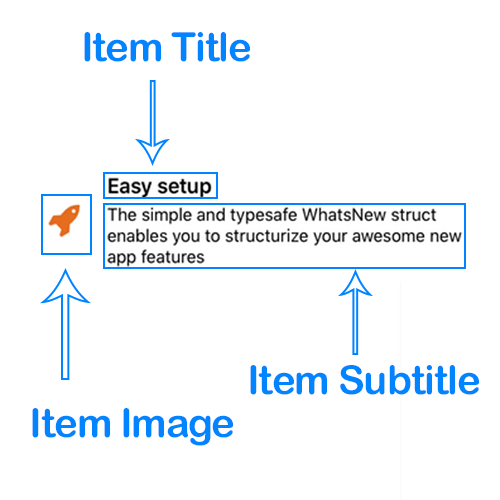 Item Title
Easy setup
The simple and typesafe WhatsNew struct
enables you to structurize your awesome new
app features
Item Subtitle
Item Image